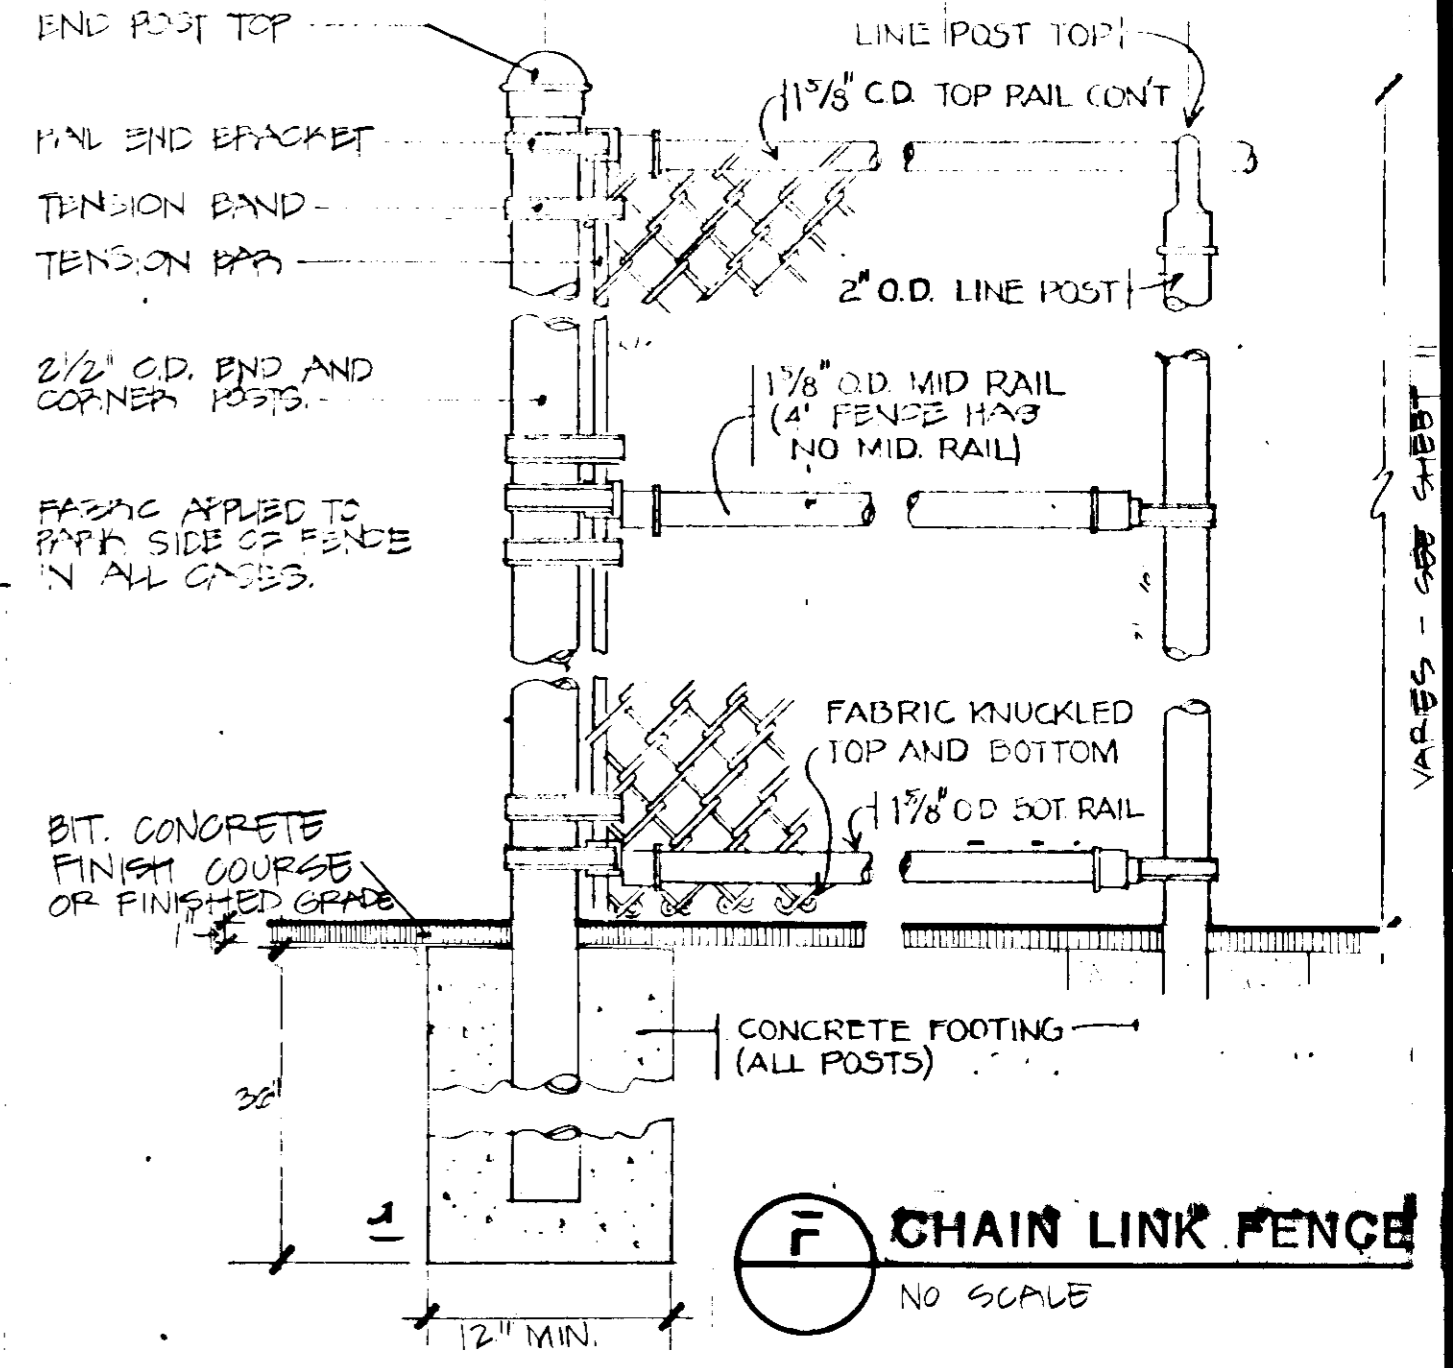 END POST TOP
RAIL END BRACKET
TENSION BAND
TENSION BAR
2 1/2" O.D. END AND
CORNER POSTS.
FABRIC APPLIED TO
PARK SIDE OF FENCE
IN ALL CASES.
BIT. CONCRETE
FINISH COURSE
OR FINISHED GRADE
1"
36"
12" MIN.
1
LINE POST TOP
1 5/8" O.D. TOP RAIL CON'T
2" O.D. LINE POST
1 5/8" O.D. MID RAIL
(4' FENCE HAS
NO MID. RAIL)
FABRIC KNUCKLED
TOP AND BOTTOM
1 5/8" OD BOT. RAIL
CONCRETE FOOTING
(ALL POSTS)
VARIES - SEE SHEET
F
CHAIN LINK FENCE
NO SCALE